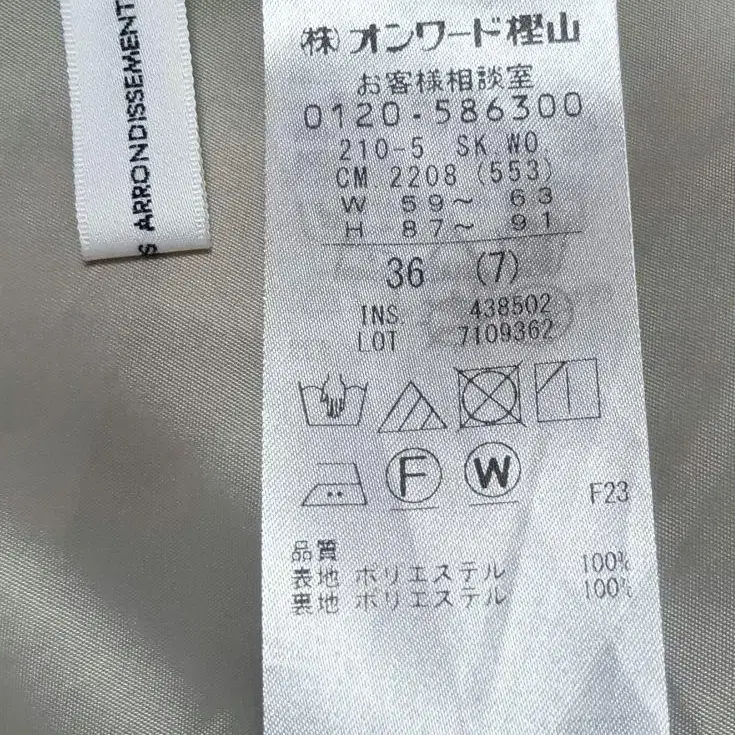 S ARRONDISSEMENT
(株)オンワード樫山
お客様相談室
0120-586300
210-5 SK WO
CM 2208 (553)
W 59~ 63
H 87~ 91
36 (7)
INS 438502
LOT 7109362
F
W
F23
品質
表地 ポリエステル 100%
裏地 ポリエステル 100%